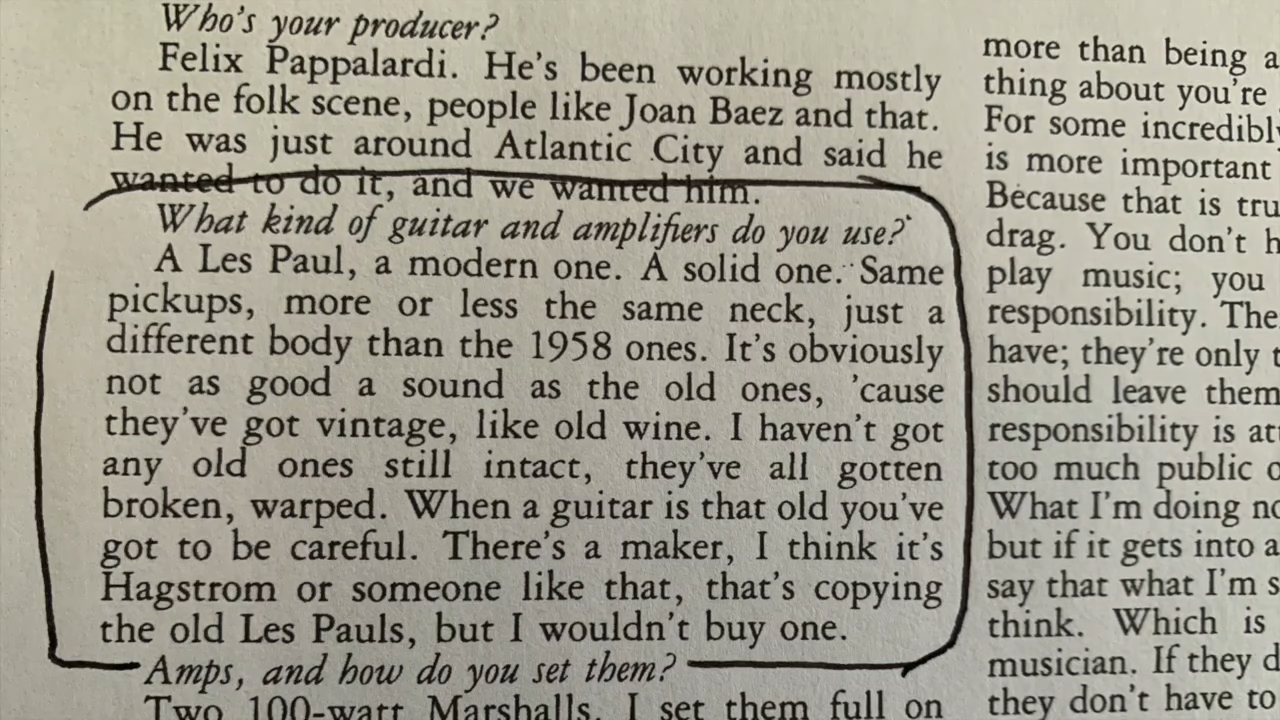 Who's your producer?
Felix Pappalardi. He's been working mostly
on the folk scene, people like Joan Baez and that.
He was just around Atlantic City and said he
wanted to do it, and we wanted him.
What kind of guitar and amplifiers do you use?
A Les Paul, a modern one. A solid one. Same
pickups, more or less the same neck, just a
different body than the 1958 ones. It's obviously
not as good a sound as the old ones, 'cause
they've got vintage, like old wine. I haven't got
any old ones still intact, they've all gotten
broken, warped. When a guitar is that old you've
got to be careful. There's a maker, I think it's
Hagstrom or someone like that, that's copying
the old Les Pauls, but I wouldn't buy one.
Amps, and how do you set them?
Two 100-watt Marshalls. I set them full on
more than being a
thing about you're
For some incredibly
is more important
Because that is tru
drag. You don't h
play music; you
responsibility. The
have; they're only t
should leave them
responsibility is at
too much public o
What I'm doing no
but if it gets into a
say that what I'm s
think. Which is
musician. If they d
they don't have to